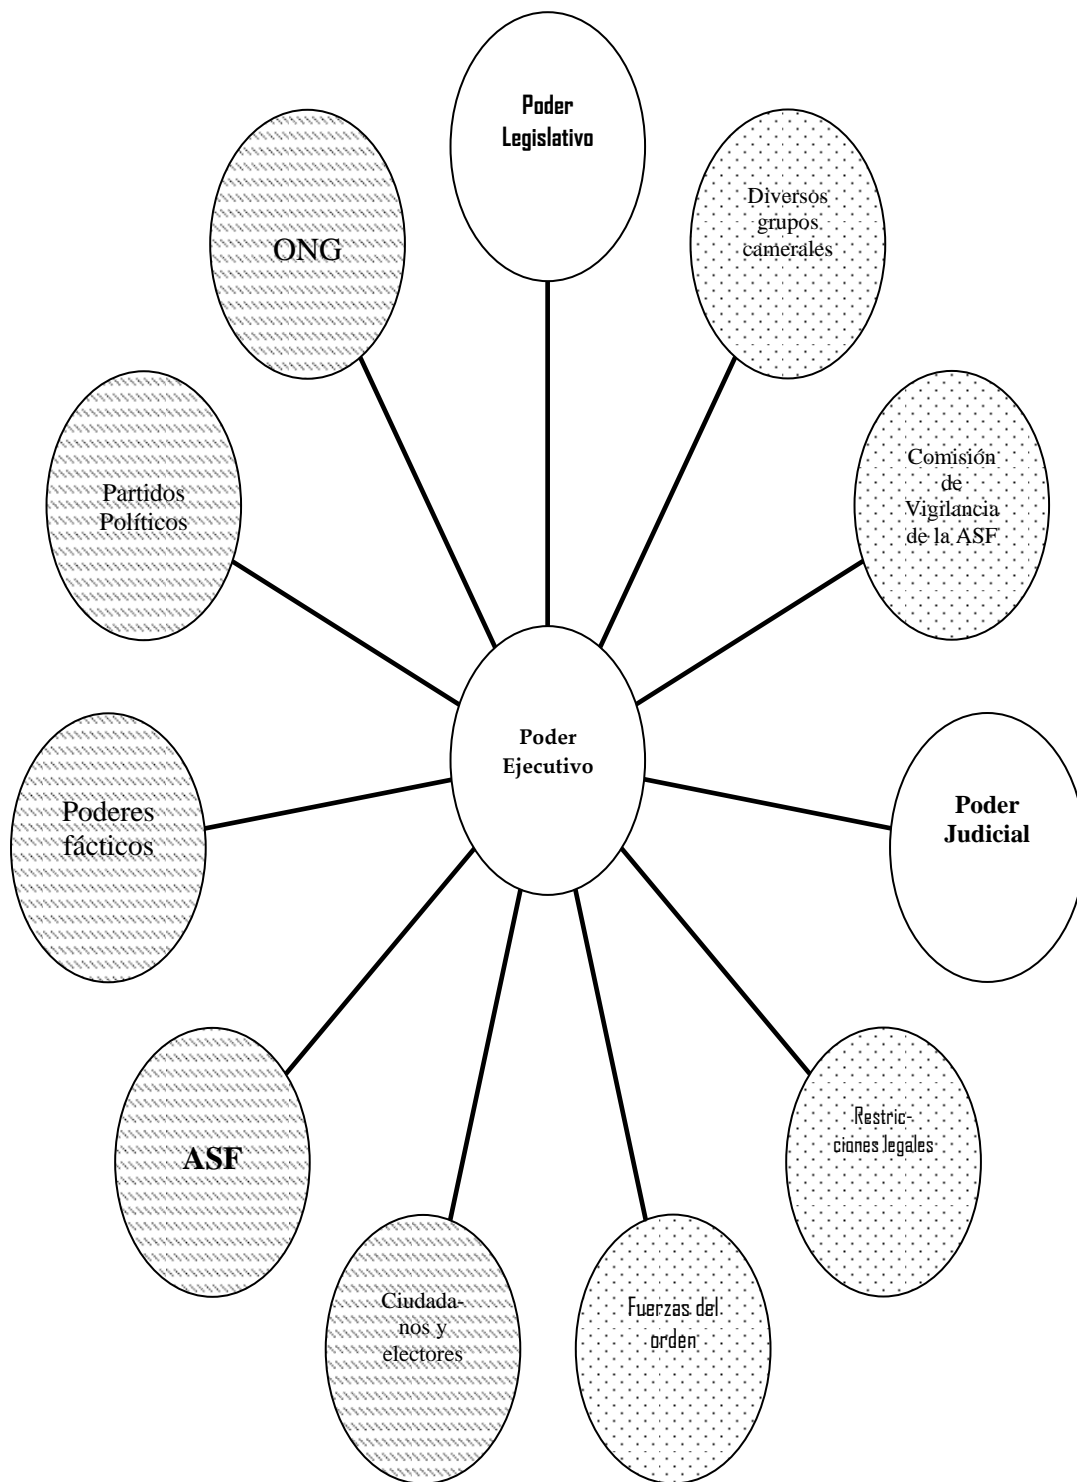 Poder
Legislativo
ONG
Diversos
grupos
camerales
Partidos
Políticos
Comisión
de
Vigilancia
de la ASF
Poder
Ejecutivo
Poderes
fácticos
Poder
Judicial
ASF
Restric-
ciones legales
Ciudada-
nos y
electores
Fuerzas del
orden